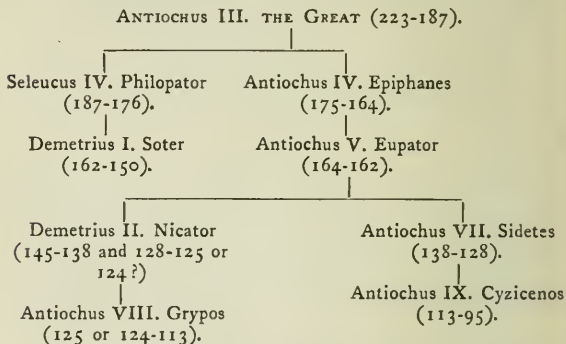 ANTIOCHUS III. THE GREAT (223-187).
Seleucus IV. Philopator
(187-176).
Antiochus IV. Epiphanes
(175-164).
Demetrius I. Soter
(162-150).
Antiochus V. Eupator
(164-162).
Demetrius II. Nicator
(145-138 and 128-125 or
124?)
Antiochus VII. Sidetes
(138-128).
Antiochus VIII. Grypos
(125 or 124-113).
Antiochus IX. Cyzicenos
(113-95).